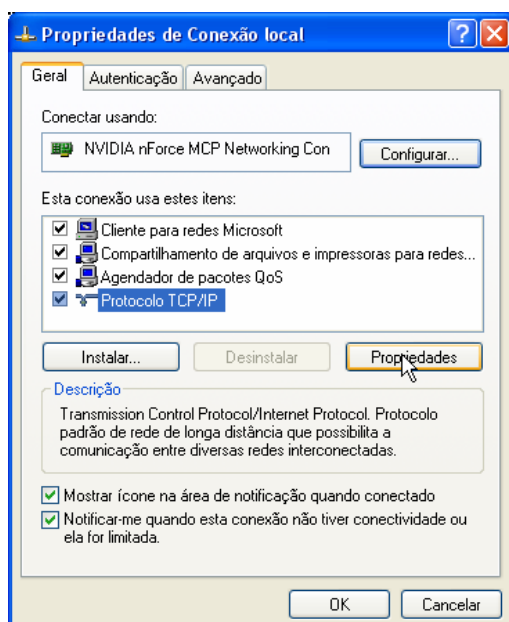 Propriedades de Conexão local
Geral Autenticação Avançado
Conectar usando:
NVIDIA nForce MCP Networking Con Configurar...
Esta conexão usa estes itens:
Cliente para redes Microsoft
Compartilhamento de arquivos e impressoras para redes...
Agendador de pacotes QoS
Protocolo TCP/IP
Instalar... Desinstalar Propriedades
Descrição
Transmission Control Protocol/Internet Protocol. Protocolo
padrão de rede de longa distância que possibilita a
comunicação entre diversas redes interconectadas.
Mostrar ícone na área de notificação quando conectado
Notificar-me quando esta conexão não tiver conectividade ou
ela for limitada.
OK Cancelar